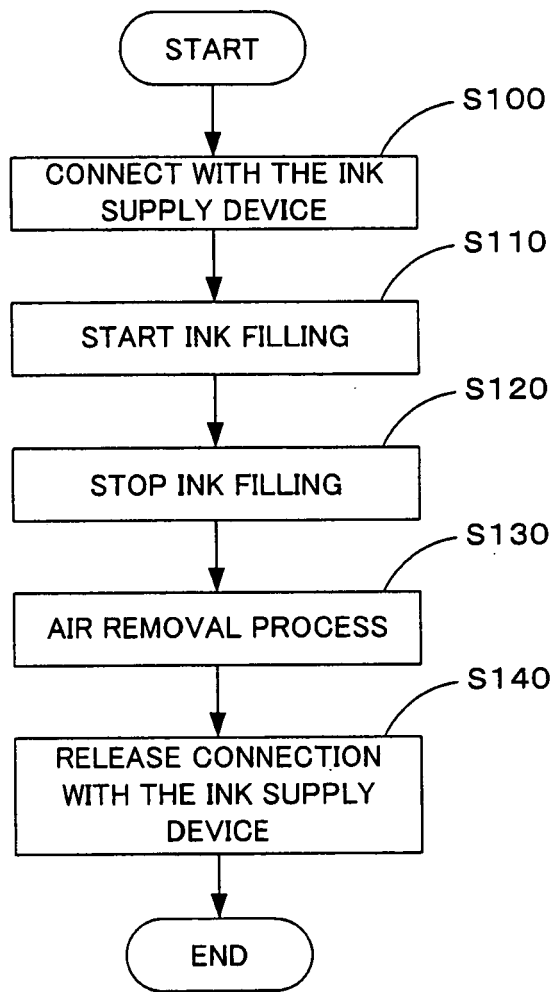 START
S100
CONNECT WITH THE INK
SUPPLY DEVICE
S110
START INK FILLING
S120
STOP INK FILLING
S130
AIR REMOVAL PROCESS
S140
RELEASE CONNECTION
WITH THE INK SUPPLY
DEVICE
END